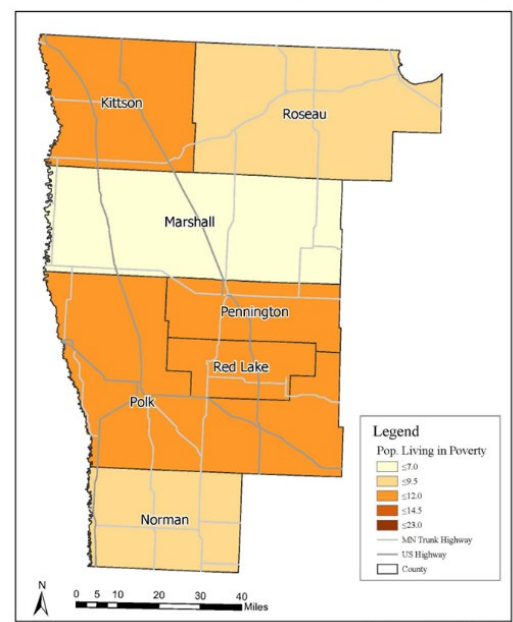 Kittson
Roseau
Marshall
Pennington
Red Lake
Polk
Norman
Legend
Pop. Living in Poverty
≤7.0
≤9.5
≤12.0
≤14.5
≤23.0
MN Trunk Highway
US Highway
County
N
0 5 10 20 30 40
Miles